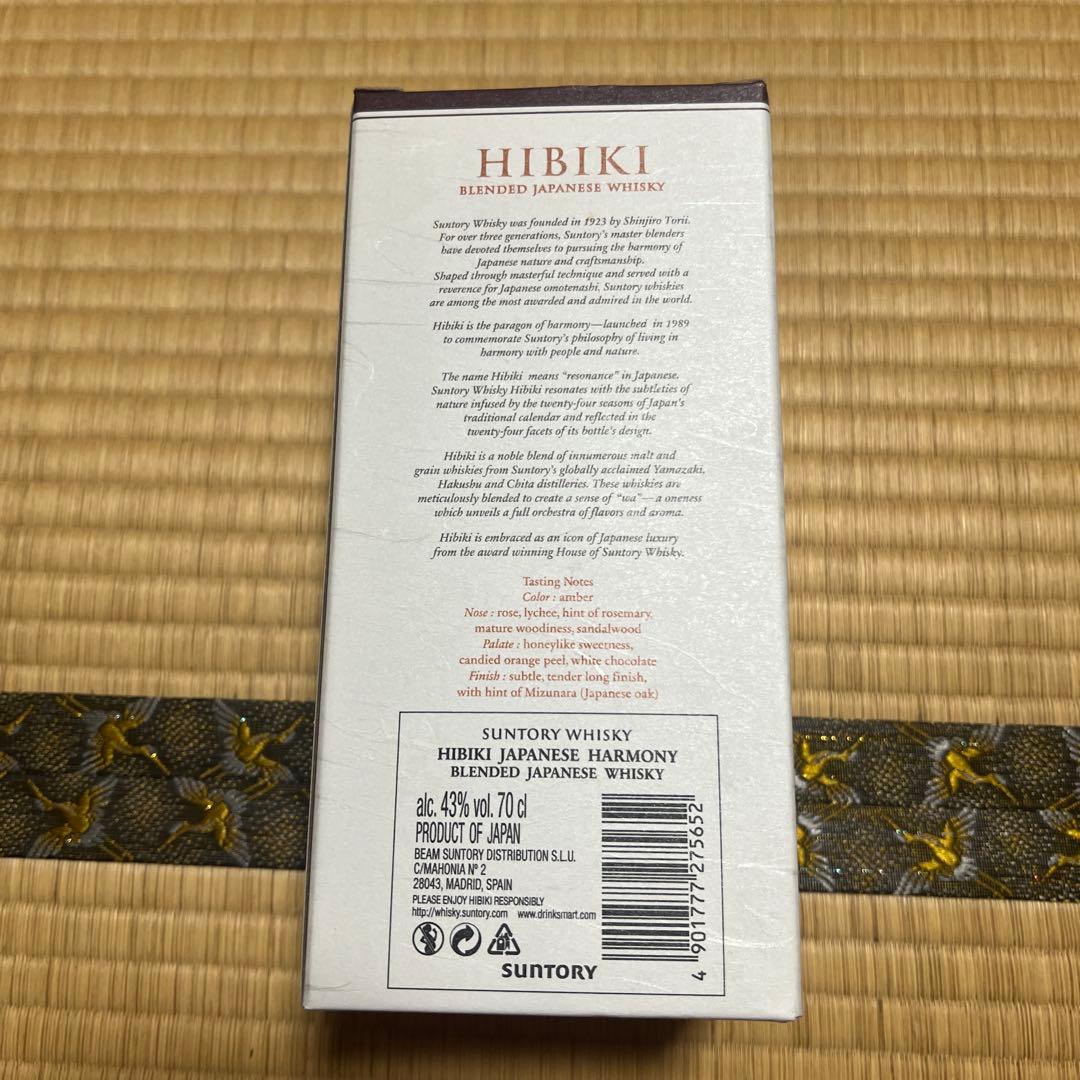 HIBIKI
BLENDED JAPANESE WHISKY
Suntory Whisky was founded in 1923 by Shinjiro Torii.
For over three generations, Suntory's master blenders
have devoted themselves to pursuing the harmony of
Japanese nature and craftsmanship.
Shaped through masterful technique and served with a
reverence for Japanese omotenashi, Suntory whiskies
are among the most awarded and admired in the world.
Hibiki is the paragon of harmony—launched in 1989
to commemorate Suntory's philosophy of living in
harmony with people and nature.
The name Hibiki means "resonance" in Japanese.
Suntory Whisky Hibiki resonates with the subtleties of
nature infused by the twenty-four seasons of Japan's
traditional calendar and reflected in the
twenty-four facets of its bottle's design.
Hibiki is a noble blend of innumerous malt and
grain whiskies from Suntory's globally acclaimed Yamazaki,
Hakushu and Chita distilleries. These whiskies are
meticulously blended to create a sense of "wa"—a oneness
which unveils a full orchestra of flavors and aroma.
Hibiki is embraced as an icon of Japanese luxury
from the award winning House of Suntory Whisky.
Tasting Notes
Color : amber
Nose : rose, lychee, hint of rosemary,
mature woodiness, sandalwood
Palate : honeylike sweetness,
candied orange peel, white chocolate
Finish : subtle, tender long finish,
with hint of Mizunara (Japanese oak)
SUNTORY WHISKY
HIBIKI JAPANESE HARMONY
BLENDED JAPANESE WHISKY
alc. 43% vol. 70 cl
PRODUCT OF JAPAN
BEAM SUNTORY DISTRIBUTION S.L.U.
C/MAHONIA Nº 2
28043, MADRID, SPAIN
PLEASE ENJOY HIBIKI RESPONSIBLY
http://whisky.suntory.com www.drinksmart.com
SUNTORY
4 901777 275652